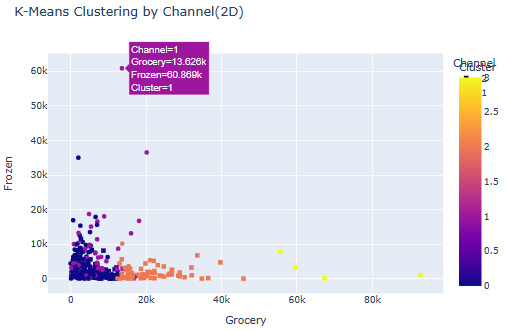 K-Means Clustering by Channel(2D)
Channel=1
Grocery=13.626k
Frozen=60.869k
Cluster=1
Channel
Cluster
60k
50k
40k
30k
20k
10k
0
Frozen
0
20k
40k
60k
80k
Grocery
2
1
2.5
2
1.5
1
0.5
0